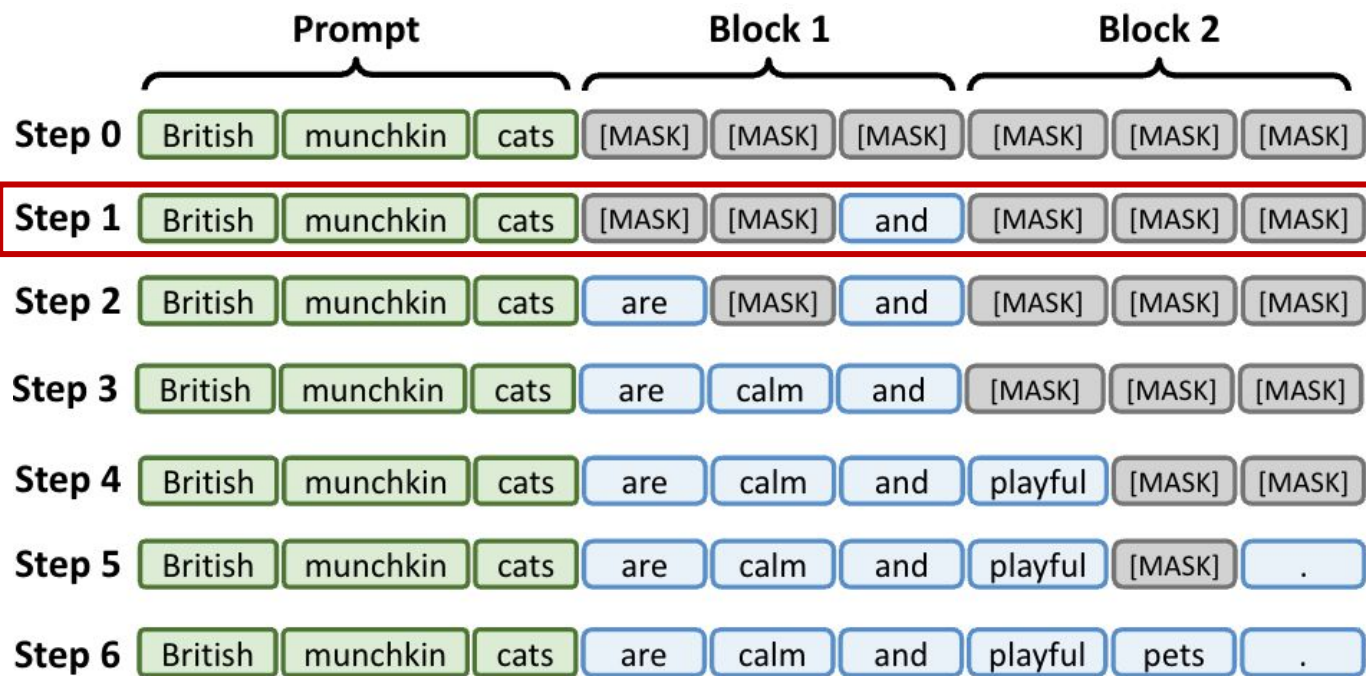 Prompt Block 1 Block 2
Step 0 British munchkin cats [MASK] [MASK] [MASK] [MASK] [MASK] [MASK]
Step 1 British munchkin cats [MASK] [MASK] and [MASK] [MASK] [MASK]
Step 2 British munchkin cats are [MASK] and [MASK] [MASK] [MASK]
Step 3 British munchkin cats are calm and [MASK] [MASK] [MASK]
Step 4 British munchkin cats are calm and playful [MASK] [MASK]
Step 5 British munchkin cats are calm and playful [MASK] .
Step 6 British munchkin cats are calm and playful pets .